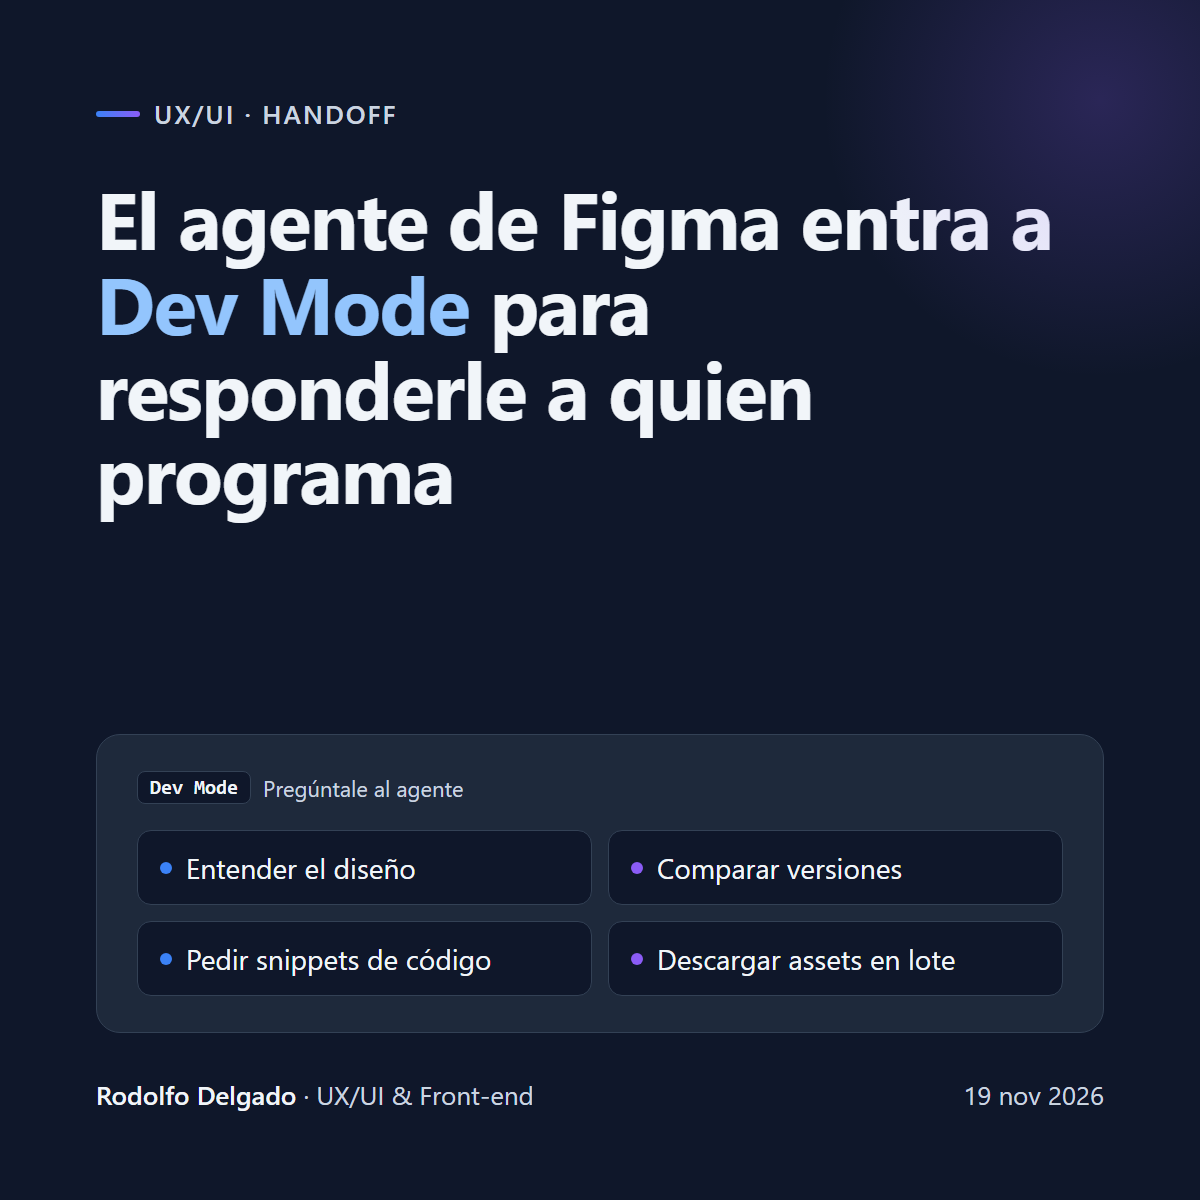 UX/UI · HANDOFF
El agente de Figma entra a
Dev Mode para
responderle a quien
programa
Dev Mode Pregúntale al agente
Entender el diseño
Comparar versiones
Pedir snippets de código
Descargar assets en lote
Rodolfo Delgado · UX/UI & Front-end
19 nov 2026